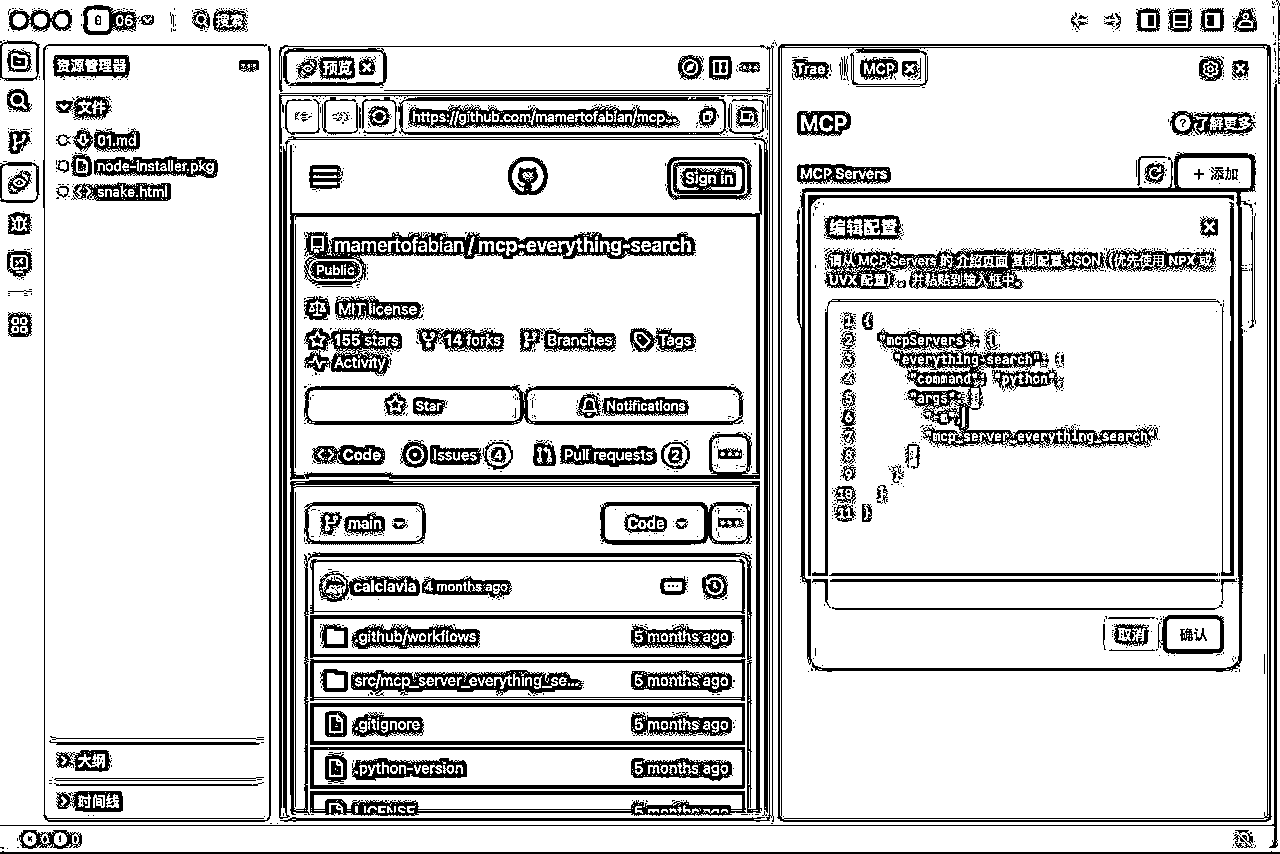 06
搜索
资源管理器
文件
01.md
node-installer.pkg
snake.html
大纲
时间线
预览
https://github.com/mamertofabian/mcp...
Sign in
mamertofabian / mcp-everything-search
Public
MIT license
155 stars
14 forks
Branches
Tags
Activity
Star
Notifications
Code
Issues 4
Pull requests 2
main
Code
calclavia 4 months ago
.github/workflows 5 months ago
src/mcp_server_everything_se... 5 months ago
.gitignore 5 months ago
.python-version 5 months ago
LICENSE 5 months ago
Trae
MCP
MCP
了解更多
MCP Servers
+ 添加
编辑配置
请从 MCP Servers 的 介绍页面 复制配置 JSON（优先使用 NPX 或
UVX 配置），并粘贴到输入框中。
1 {
2 "mcpServers": {
3 "everything-search": {
4 "command": "python",
5 "args": [
6 "-m",
7 "mcp_server_everything_search"
8 ]
9 }
10 }
11 }
取消
确认